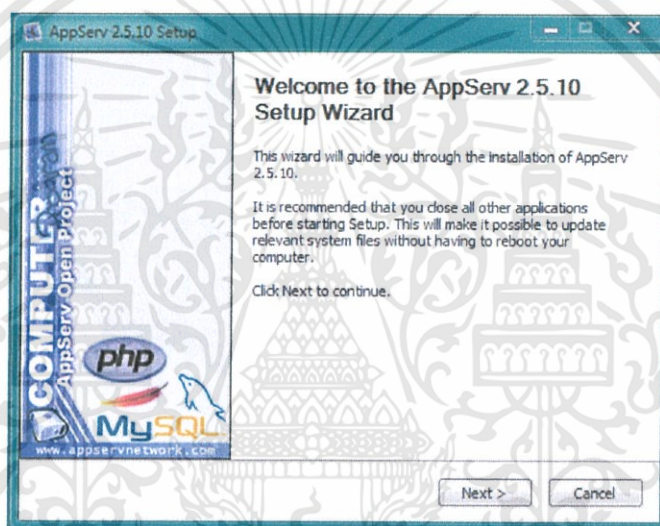 AppServ 2.5.10 Setup
Welcome to the AppServ 2.5.10
Setup Wizard
This wizard will guide you through the installation of AppServ
2.5.10.
It is recommended that you close all other applications
before starting Setup. This will make it possible to update
relevant system files without having to reboot your
computer.
Click Next to continue.
COMPUTER
AppServ Open Project
php
MySQL
www.appservnetwork.com
Next >
Cancel